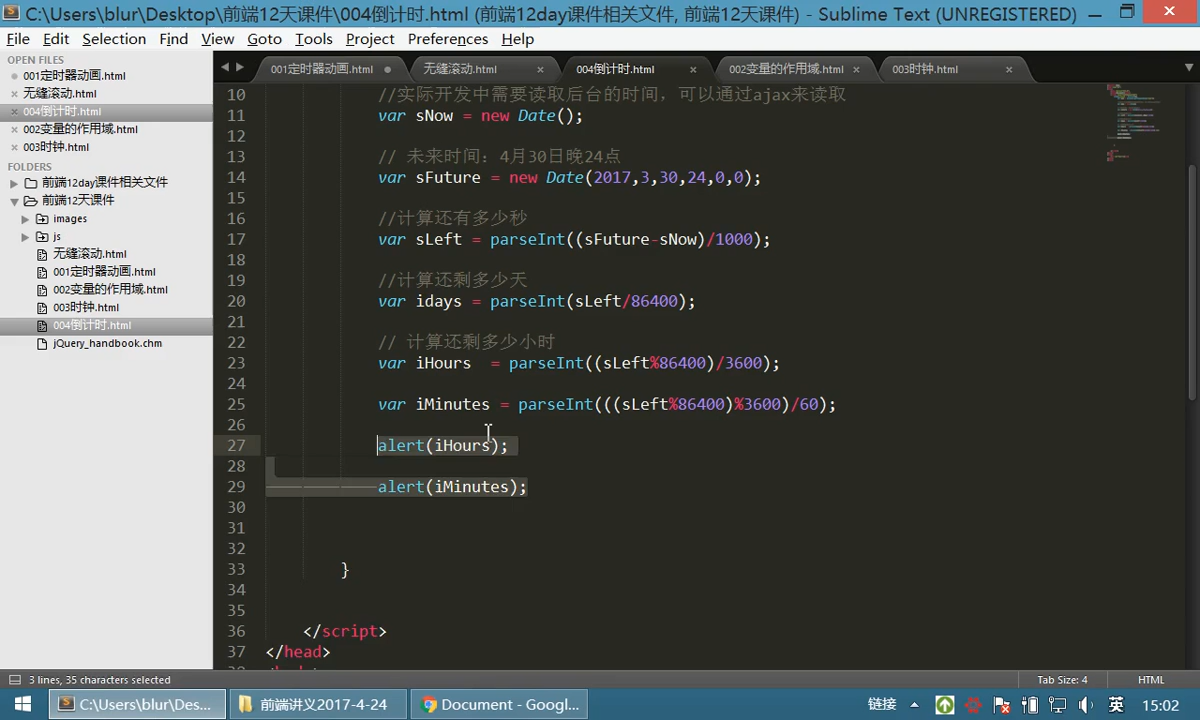 C:\Users\blur\Desktop\前端12天课件\004倒计时.html (前端12day课件相关文件, 前端12天课件) - Sublime Text (UNREGISTERED)
File Edit Selection Find View Goto Tools Project Preferences Help
OPEN FILES
001定时器动画.html
无缝滚动.html
004倒计时.html
002变量的作用域.html
003时钟.html
FOLDERS
前端12day课件相关文件
前端12天课件
images
js
无缝滚动.html
001定时器动画.html
002变量的作用域.html
003时钟.html
004倒计时.html
jQuery_handbook.chm
001定时器动画.html 无缝滚动.html 004倒计时.html 002变量的作用域.html 003时钟.html
10 //实际开发中需要读取后台的时间，可以通过ajax来读取
11 var sNow = new Date();
12
13 // 未来时间：4月30日晚24点
14 var sFuture = new Date(2017,3,30,24,0,0);
15
16 //计算还有多少秒
17 var sLeft = parseInt((sFuture-sNow)/1000);
18
19 //计算还剩多少天
20 var idays = parseInt(sLeft/86400);
21
22 // 计算还剩多少小时
23 var iHours  = parseInt((sLeft%86400)/3600);
24
25 var iMinutes = parseInt(((sLeft%86400)%3600)/60);
26
27 alert(iHours);
28
29 alert(iMinutes);
30
31
32
33 }
34
35
36 </script>
37 </head>
3 lines, 35 characters selected Tab Size: 4 HTML
C:\Users\blur\Des... 前端讲义2017-4-24 Document - Googl... 链接 英 15:02